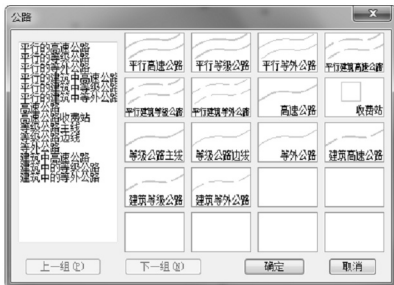 公路
平行的高速公路
平行的等级公路
平行的等外公路
平行的建筑中高速公路
平行的建筑中等级公路
平行的建筑中等外公路
高速公路
高速公路收费站
等级公路主线
等级公路边线
等外公路
建筑中高速公路
建筑中的等级公路
建筑中的等外公路
平行高速公路
平行等级公路
平行等外公路
平行建筑高速公路
平行建筑等级公路
平行建筑等外公路
高速公路
收费站
等级公路主线
等级公路边线
等外公路
建筑高速公路
建筑等级公路
建筑等外公路
上一组(P)
下一组(N)
确定
取消